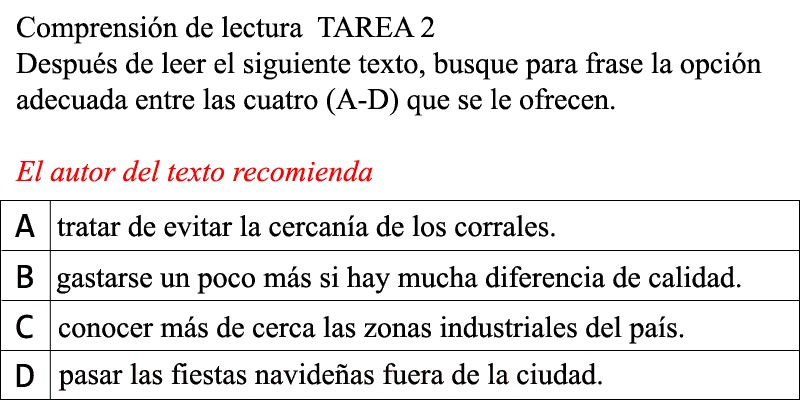 Comprensión de lectura  TAREA 2
Después de leer el siguiente texto, busque para frase la opción
adecuada entre las cuatro (A-D) que se le ofrecen.
El autor del texto recomienda
A tratar de evitar la cercanía de los corrales.
B gastarse un poco más si hay mucha diferencia de calidad.
C conocer más de cerca las zonas industriales del país.
D pasar las fiestas navideñas fuera de la ciudad.